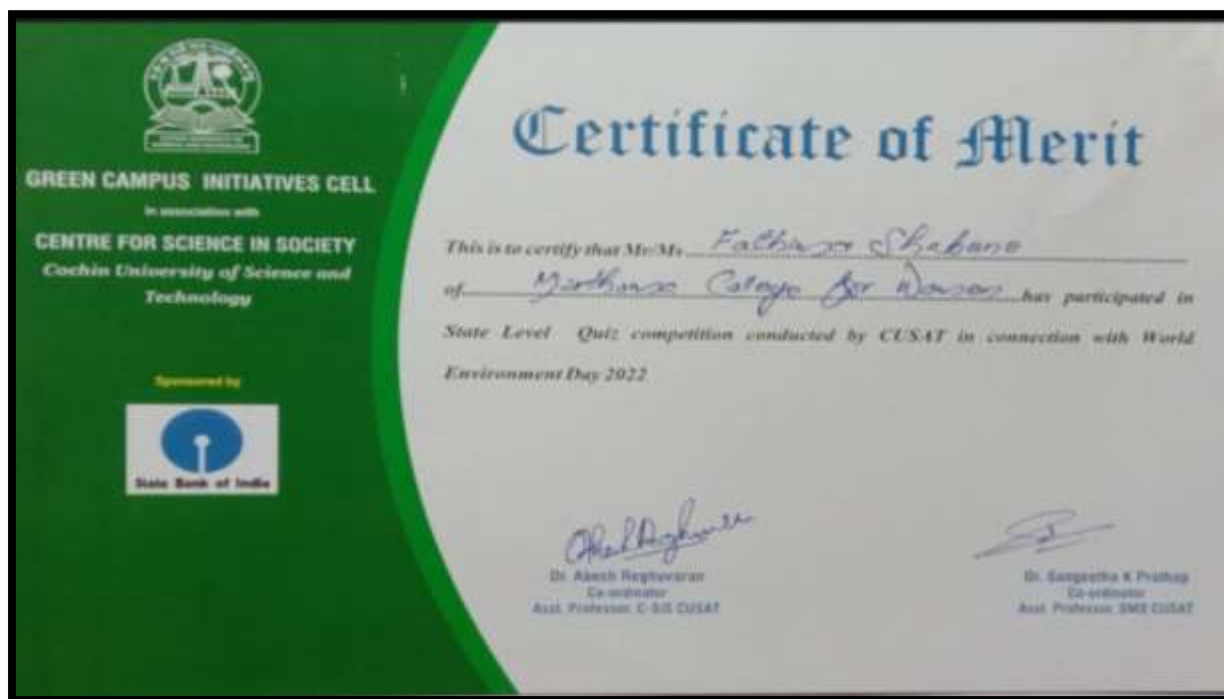 GREEN CAMPUS INITIATIVES CELL
in association with
CENTRE FOR SCIENCE IN SOCIETY
Cochin University of Science and
Technology
Sponsored by
State Bank of India
Certificate of Merit
This is to certify that Mr/Ms Shabana
of Marthoma College for Women has participated in
State Level Quiz competition conducted by CUSAT in connection with World
Environment Day 2022
Dr. Abesh Reghuvaran
Co-ordinator
Asst. Professor, C-SiS CUSAT
Dr. Sangeetha K Prathap
Co-ordinator
Asst. Professor, SMS CUSAT